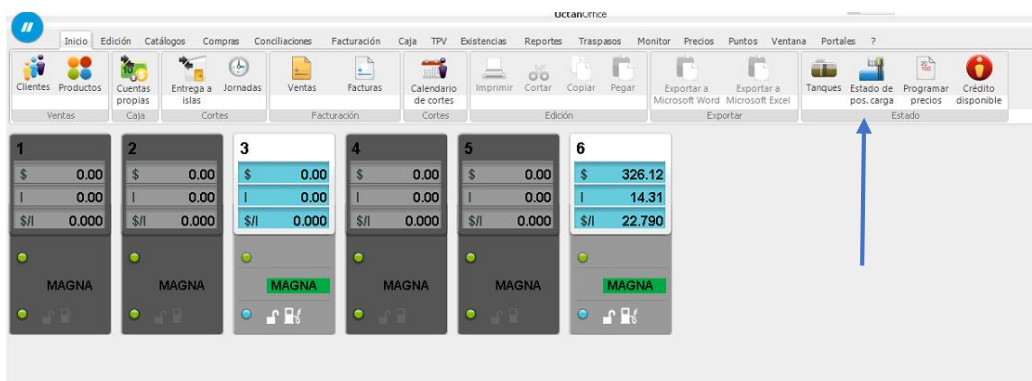 OctanOffice
Inicio Edición Catálogos Compras Conciliaciones Facturación Caja TPV Existencias Reportes Traspasos Monitor Precios Puntos Ventana Portales ?
Clientes Productos Cuentas propias Entrega a islas Jornadas Ventas Facturas Calendario de cortes Imprimir Cortar Copiar Pegar Exportar a Microsoft Word Exportar a Microsoft Excel Tanques Estado de pos. carga Programar precios Crédito disponible
Ventas Caja Cortes Facturación Cortes Edición Exportar Estado
1 2 3 4 5 6
$ 0.00 $ 0.00 $ 0.00 $ 0.00 $ 0.00 $ 326.12
l 0.00 l 0.00 l 0.00 l 0.00 l 0.00 l 14.31
$/l 0.000 $/l 0.000 $/l 0.000 $/l 0.000 $/l 0.000 $/l 22.790
MAGNA MAGNA MAGNA MAGNA MAGNA MAGNA